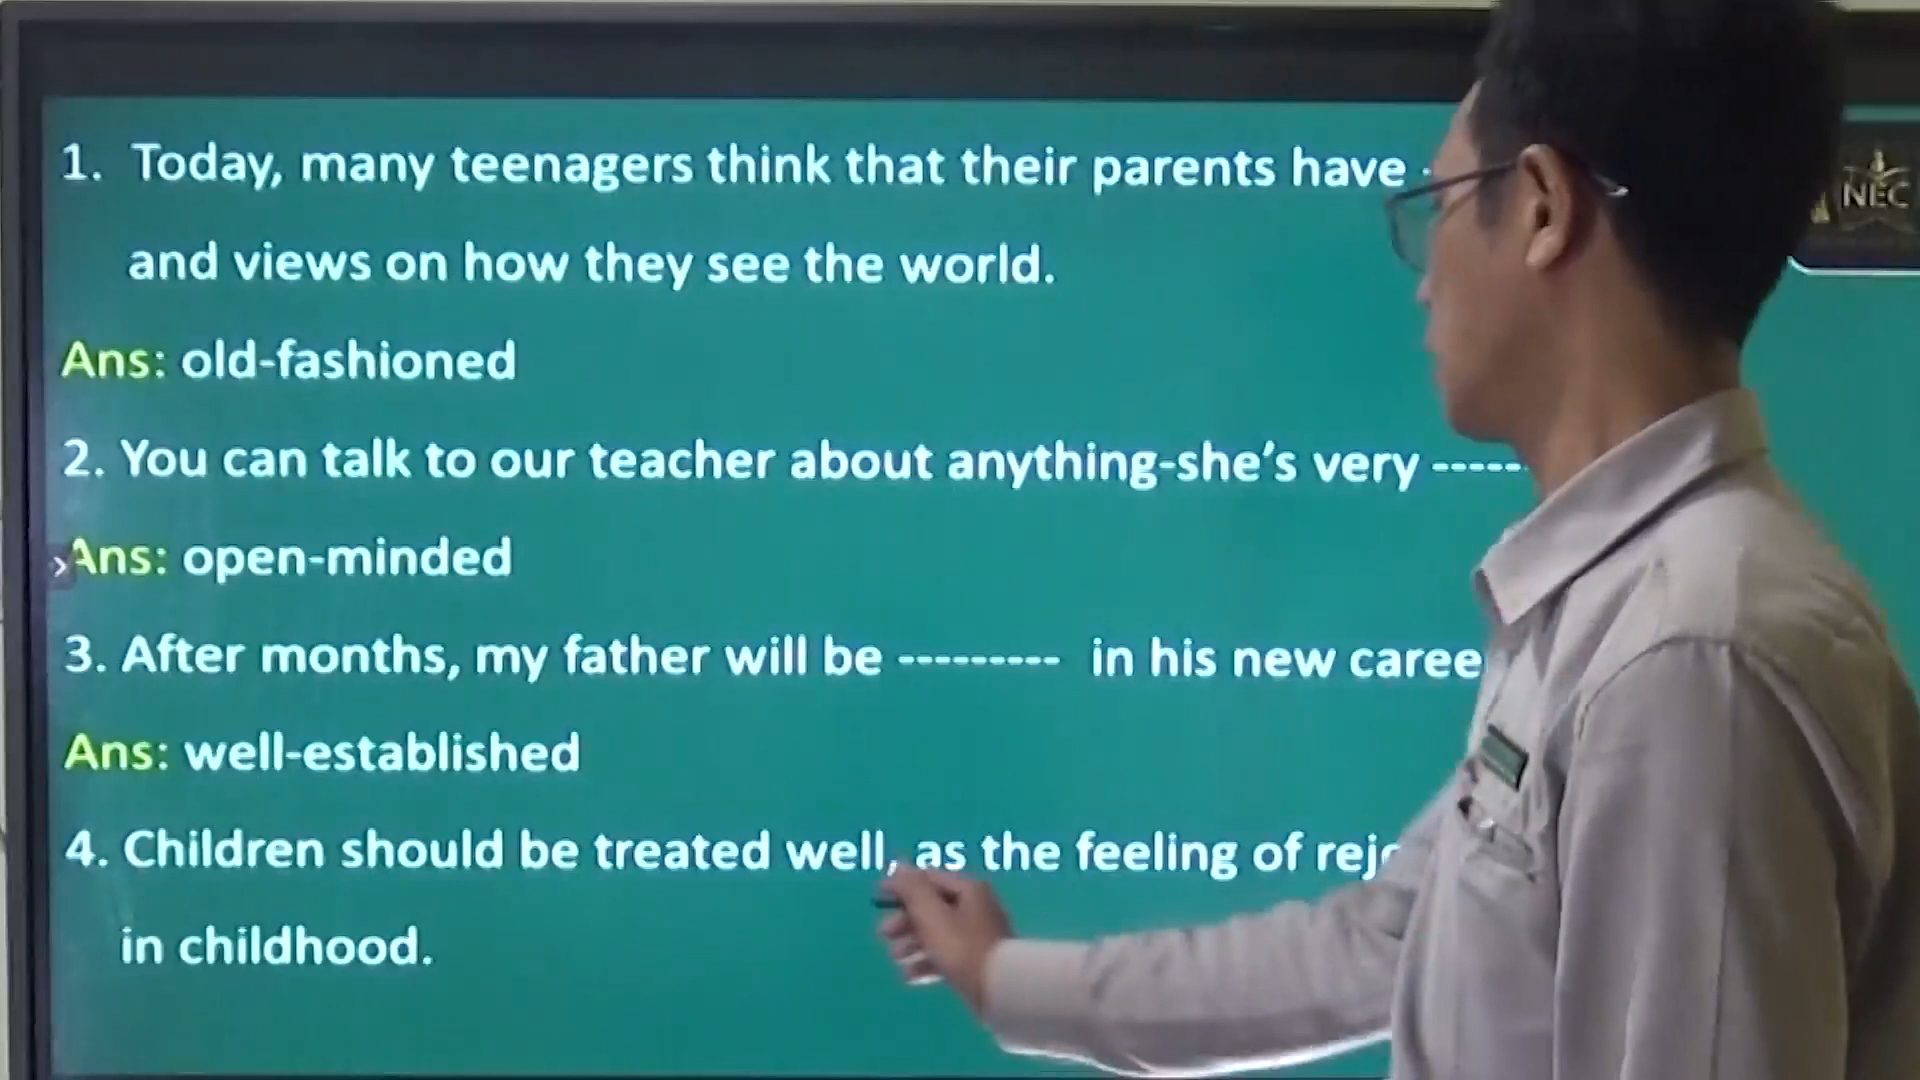 1. Today, many teenagers think that their parents have
and views on how they see the world.
Ans: old-fashioned
2. You can talk to our teacher about anything-she's very -----
Ans: open-minded
3. After months, my father will be --------- in his new
Ans: well-established
4. Children should be treated well, as the feeling of
in childhood.
NEC